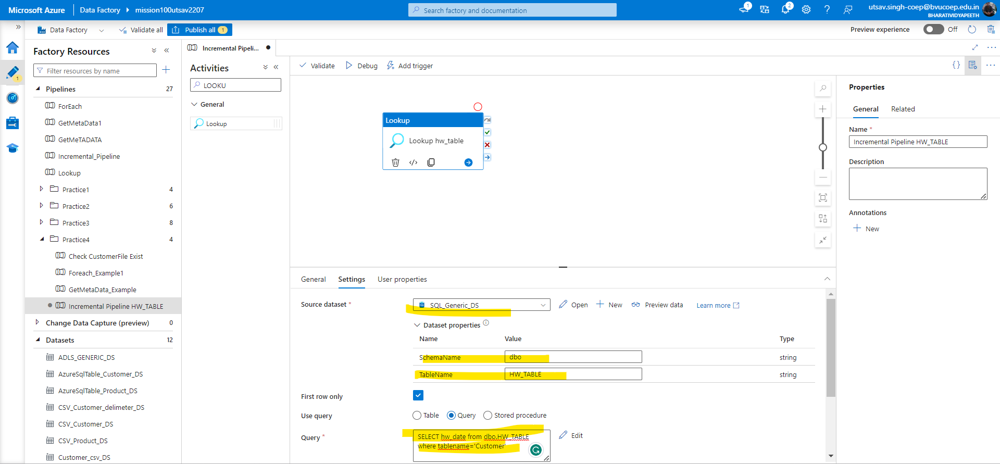 Microsoft Azure
Data Factory
mission100utsav2207
Search factory and documentation
1
2
utsav.singh-coep@bvucoep.edu.in
BHARATIVIDYAPEETH
Data Factory
Validate all
Publish all 1
Preview experience
Off
1
Factory Resources
Filter resources by name
Pipelines 27
ForEach
GetMetaData1
GetMeTADATA
Incremental_Pipeline
Lookup
Practice1 4
Practice2 6
Practice3 8
Practice4 4
Check CustomerFile Exist
Foreach_Example1
GetMetaData_Example
Incremental Pipeline HW_TABLE
Change Data Capture (preview) 0
Datasets 12
ADLS_GENERIC_DS
AzureSqlTable_Customer_DS
AzureSqlTable_Product_DS
CSV_Customer_delimeter_DS
CSV_Customer_DS
CSV_Product_DS
Customer_csv_DS
Incremental Pipeli...
Activities
LOOKU
General
Lookup
Validate
Debug
Add trigger
{}
Lookup
Lookup hw_table
General
Settings
User properties
Source dataset *
SQL_Generic_DS
Open
New
Preview data
Learn more
Dataset properties
Name Value Type
SchemaName dbo string
TableName HW_TABLE string
First row only
Use query
Table
Query
Stored procedure
Query *
SELECT hw_date from dbo.HW_TABLE
where tablename='Customer'
Edit
Properties
General
Related
Name *
Incremental Pipeline HW_TABLE
Description
Annotations
New